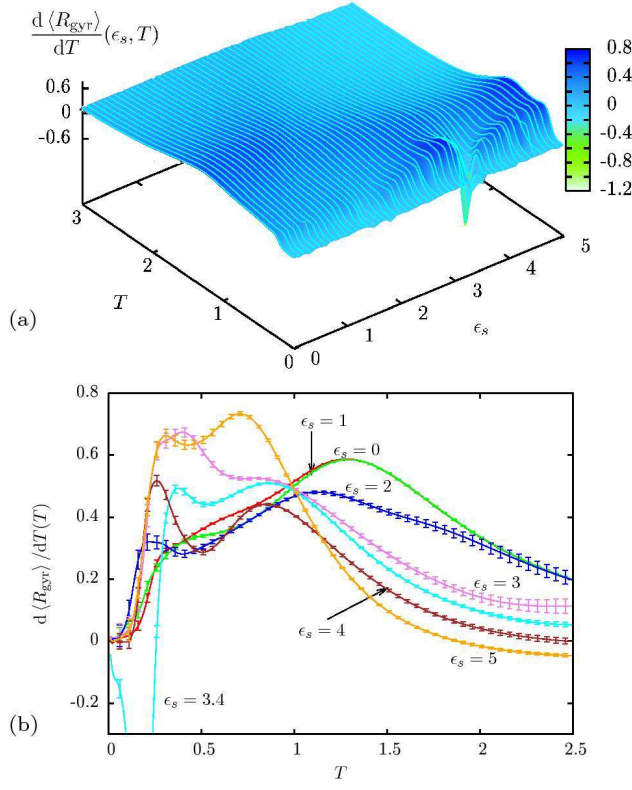 d ⟨R_gyr⟩/dT (ϵ_s, T)
0.6
0
-0.6
0.8
0.4
0
-0.4
-0.8
-1.2
3
2
1
0
T
0
1
2
3
4
5
ϵ_s
(a)
0.8
0.6
0.4
0.2
0
-0.2
d ⟨R_gyr⟩ /dT(T)
ϵ_s = 1
ϵ_s = 0
ϵ_s = 2
ϵ_s = 3
ϵ_s = 4
ϵ_s = 5
ϵ_s = 3.4
(b)
0 0.5 1 1.5 2 2.5
T